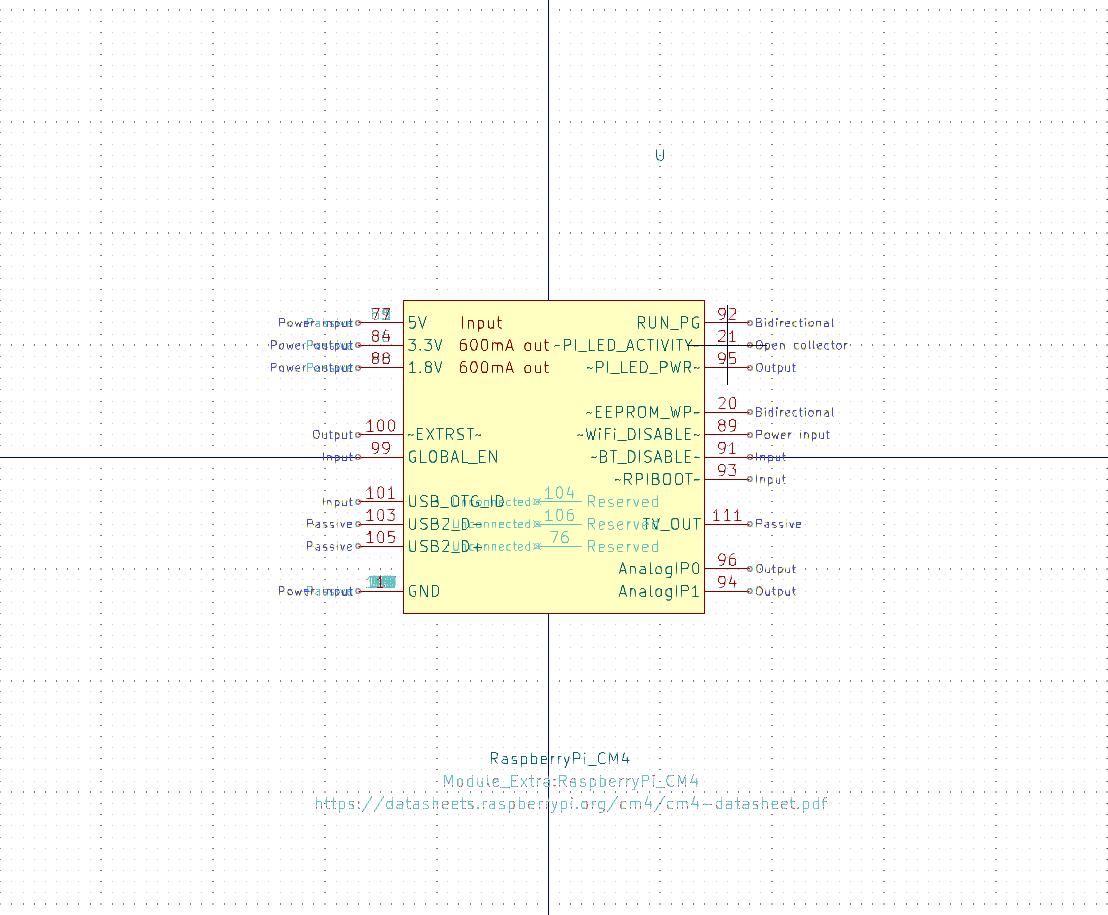 U
Power input 5V Input RUN_PG 92 Bidirectional
Power output 84 3.3V 600mA out ~PI_LED_ACTIVITY~ 21 Open collector
Power output 88 1.8V 600mA out ~PI_LED_PWR~ 95 Output
~EEPROM_WP~ 20 Bidirectional
Output 100 ~EXTRST~ ~WiFi_DISABLE~ 89 Power input
Input 99 GLOBAL_EN ~BT_DISABLE~ 91 Input
~RPIBOOT~ 93 Input
Input 101 USB_OTG_ID Unconnected 104 Reserved
Passive 103 USB2_D- Unconnected 106 Reserved TV_OUT 111 Passive
Passive 105 USB2_D+ Unconnected 76 Reserved
AnalogIP0 96 Output
Power input 1 GND AnalogIP1 94 Output
RaspberryPi_CM4
Module_Extra:RaspberryPi_CM4
https://datasheets.raspberrypi.org/cm4/cm4-datasheet.pdf